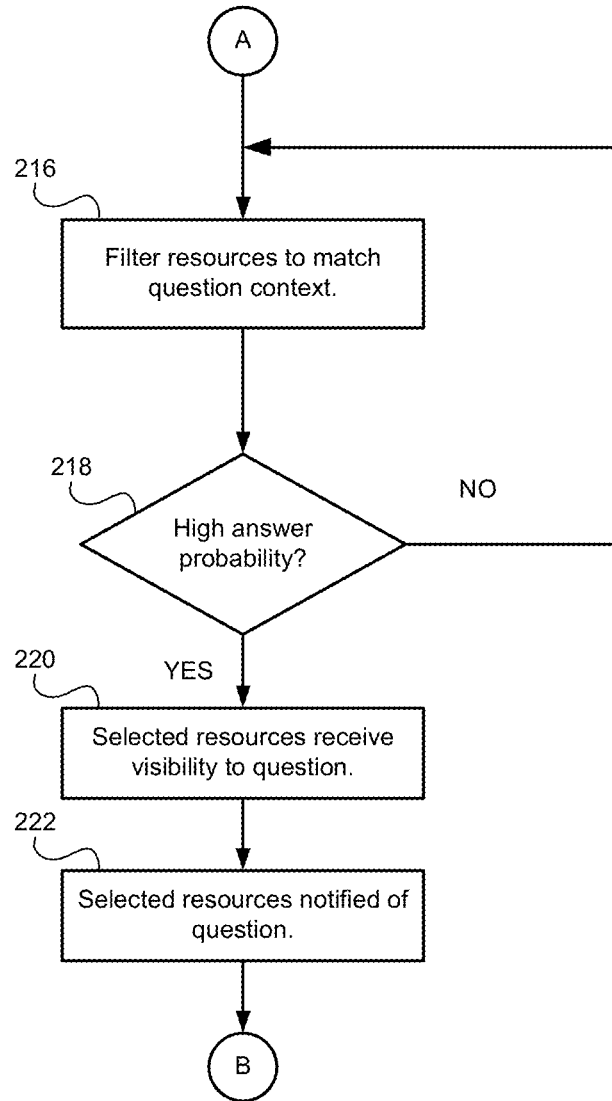 A
216
Filter resources to match
question context.
218
High answer
probability?
NO
YES
220
Selected resources receive
visibility to question.
222
Selected resources notified of
question.
B